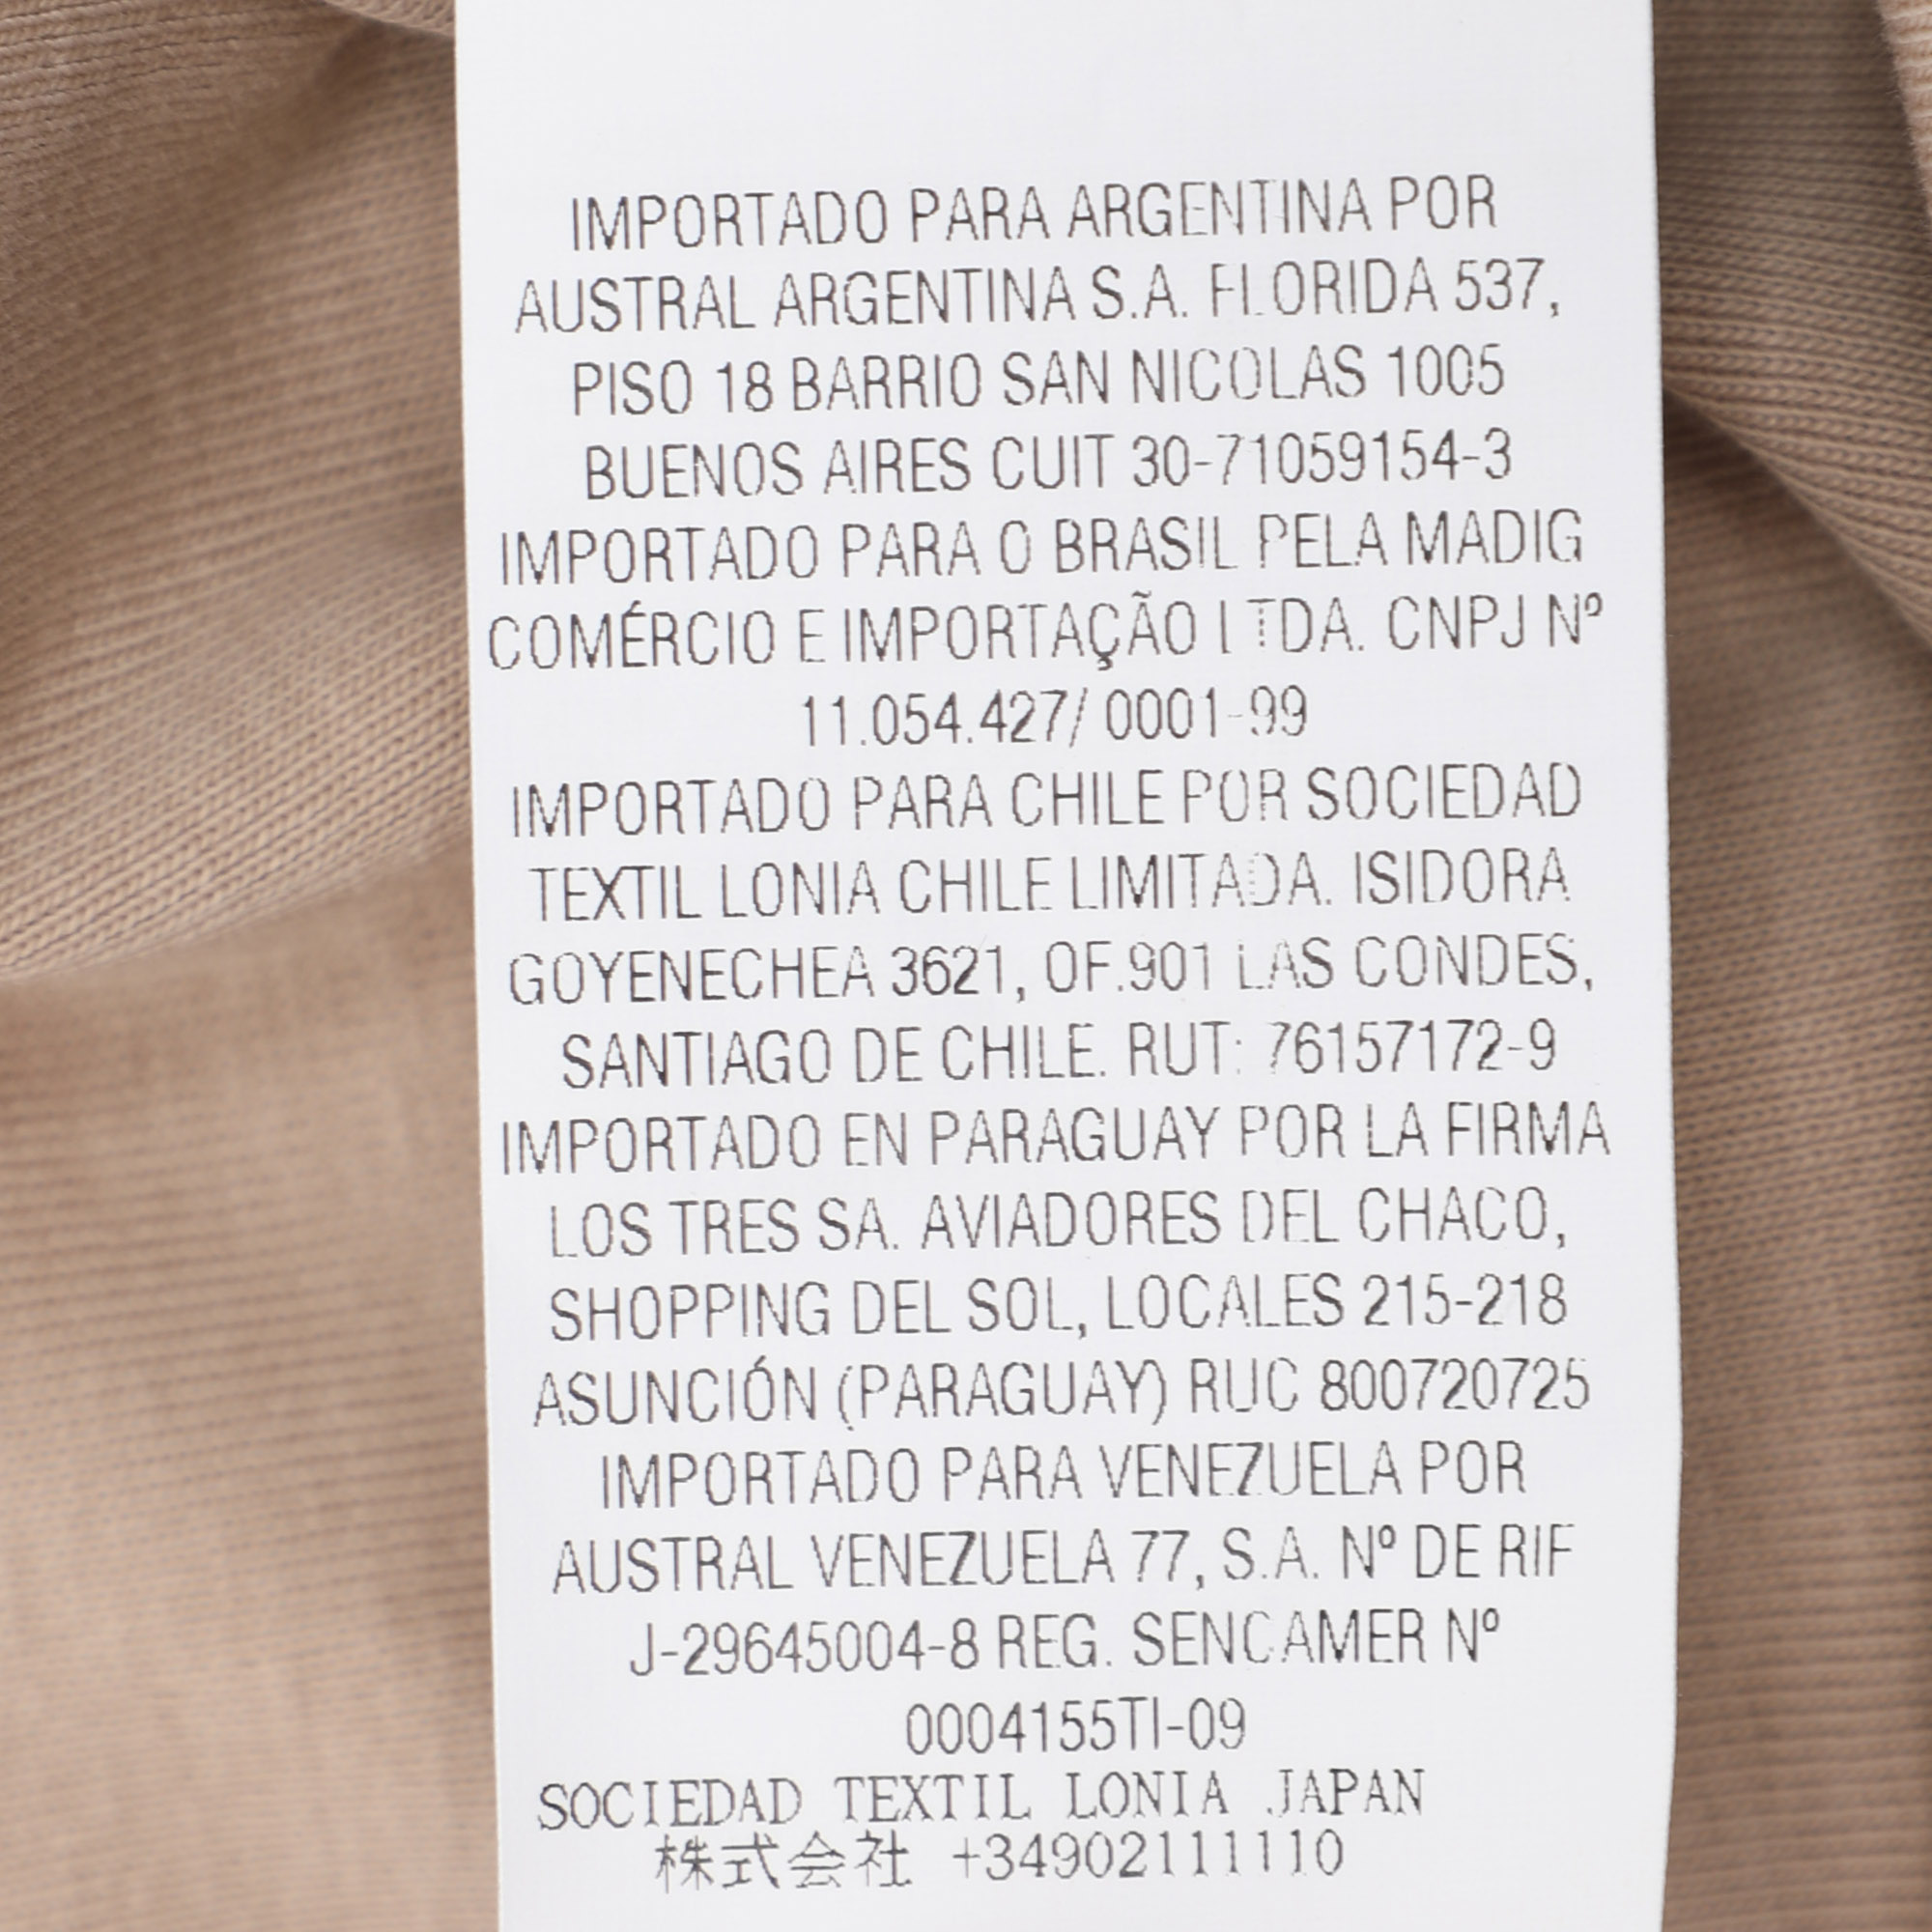 IMPORTADO PARA ARGENTINA POR
AUSTRAL ARGENTINA S.A. FLORIDA 537,
PISO 18 BARRIO SAN NICOLAS 1005
BUENOS AIRES CUIT 30-71059154-3
IMPORTADO PARA O BRASIL PELA MADIG
COMÉRCIO E IMPORTAÇÃO LTDA. CNPJ Nº
11.054.427/ 0001-99
IMPORTADO PARA CHILE POR SOCIEDAD
TEXTIL LONIA CHILE LIMITADA. ISIDORA
GOYENECHEA 3621, OF.901 LAS CONDES,
SANTIAGO DE CHILE. RUT: 76157172-9
IMPORTADO EN PARAGUAY POR LA FIRMA
LOS TRES SA. AVIADORES DEL CHACO,
SHOPPING DEL SOL, LOCALES 215-218
ASUNCIÓN (PARAGUAY) RUC 800720725
IMPORTADO PARA VENEZUELA POR
AUSTRAL VENEZUELA 77, S.A. Nº DE RIF
J-29645004-8 REG. SENCAMER Nº
0004155TI-09
SOCIEDAD TEXTIL LONIA JAPAN
株式会社 +34902111110